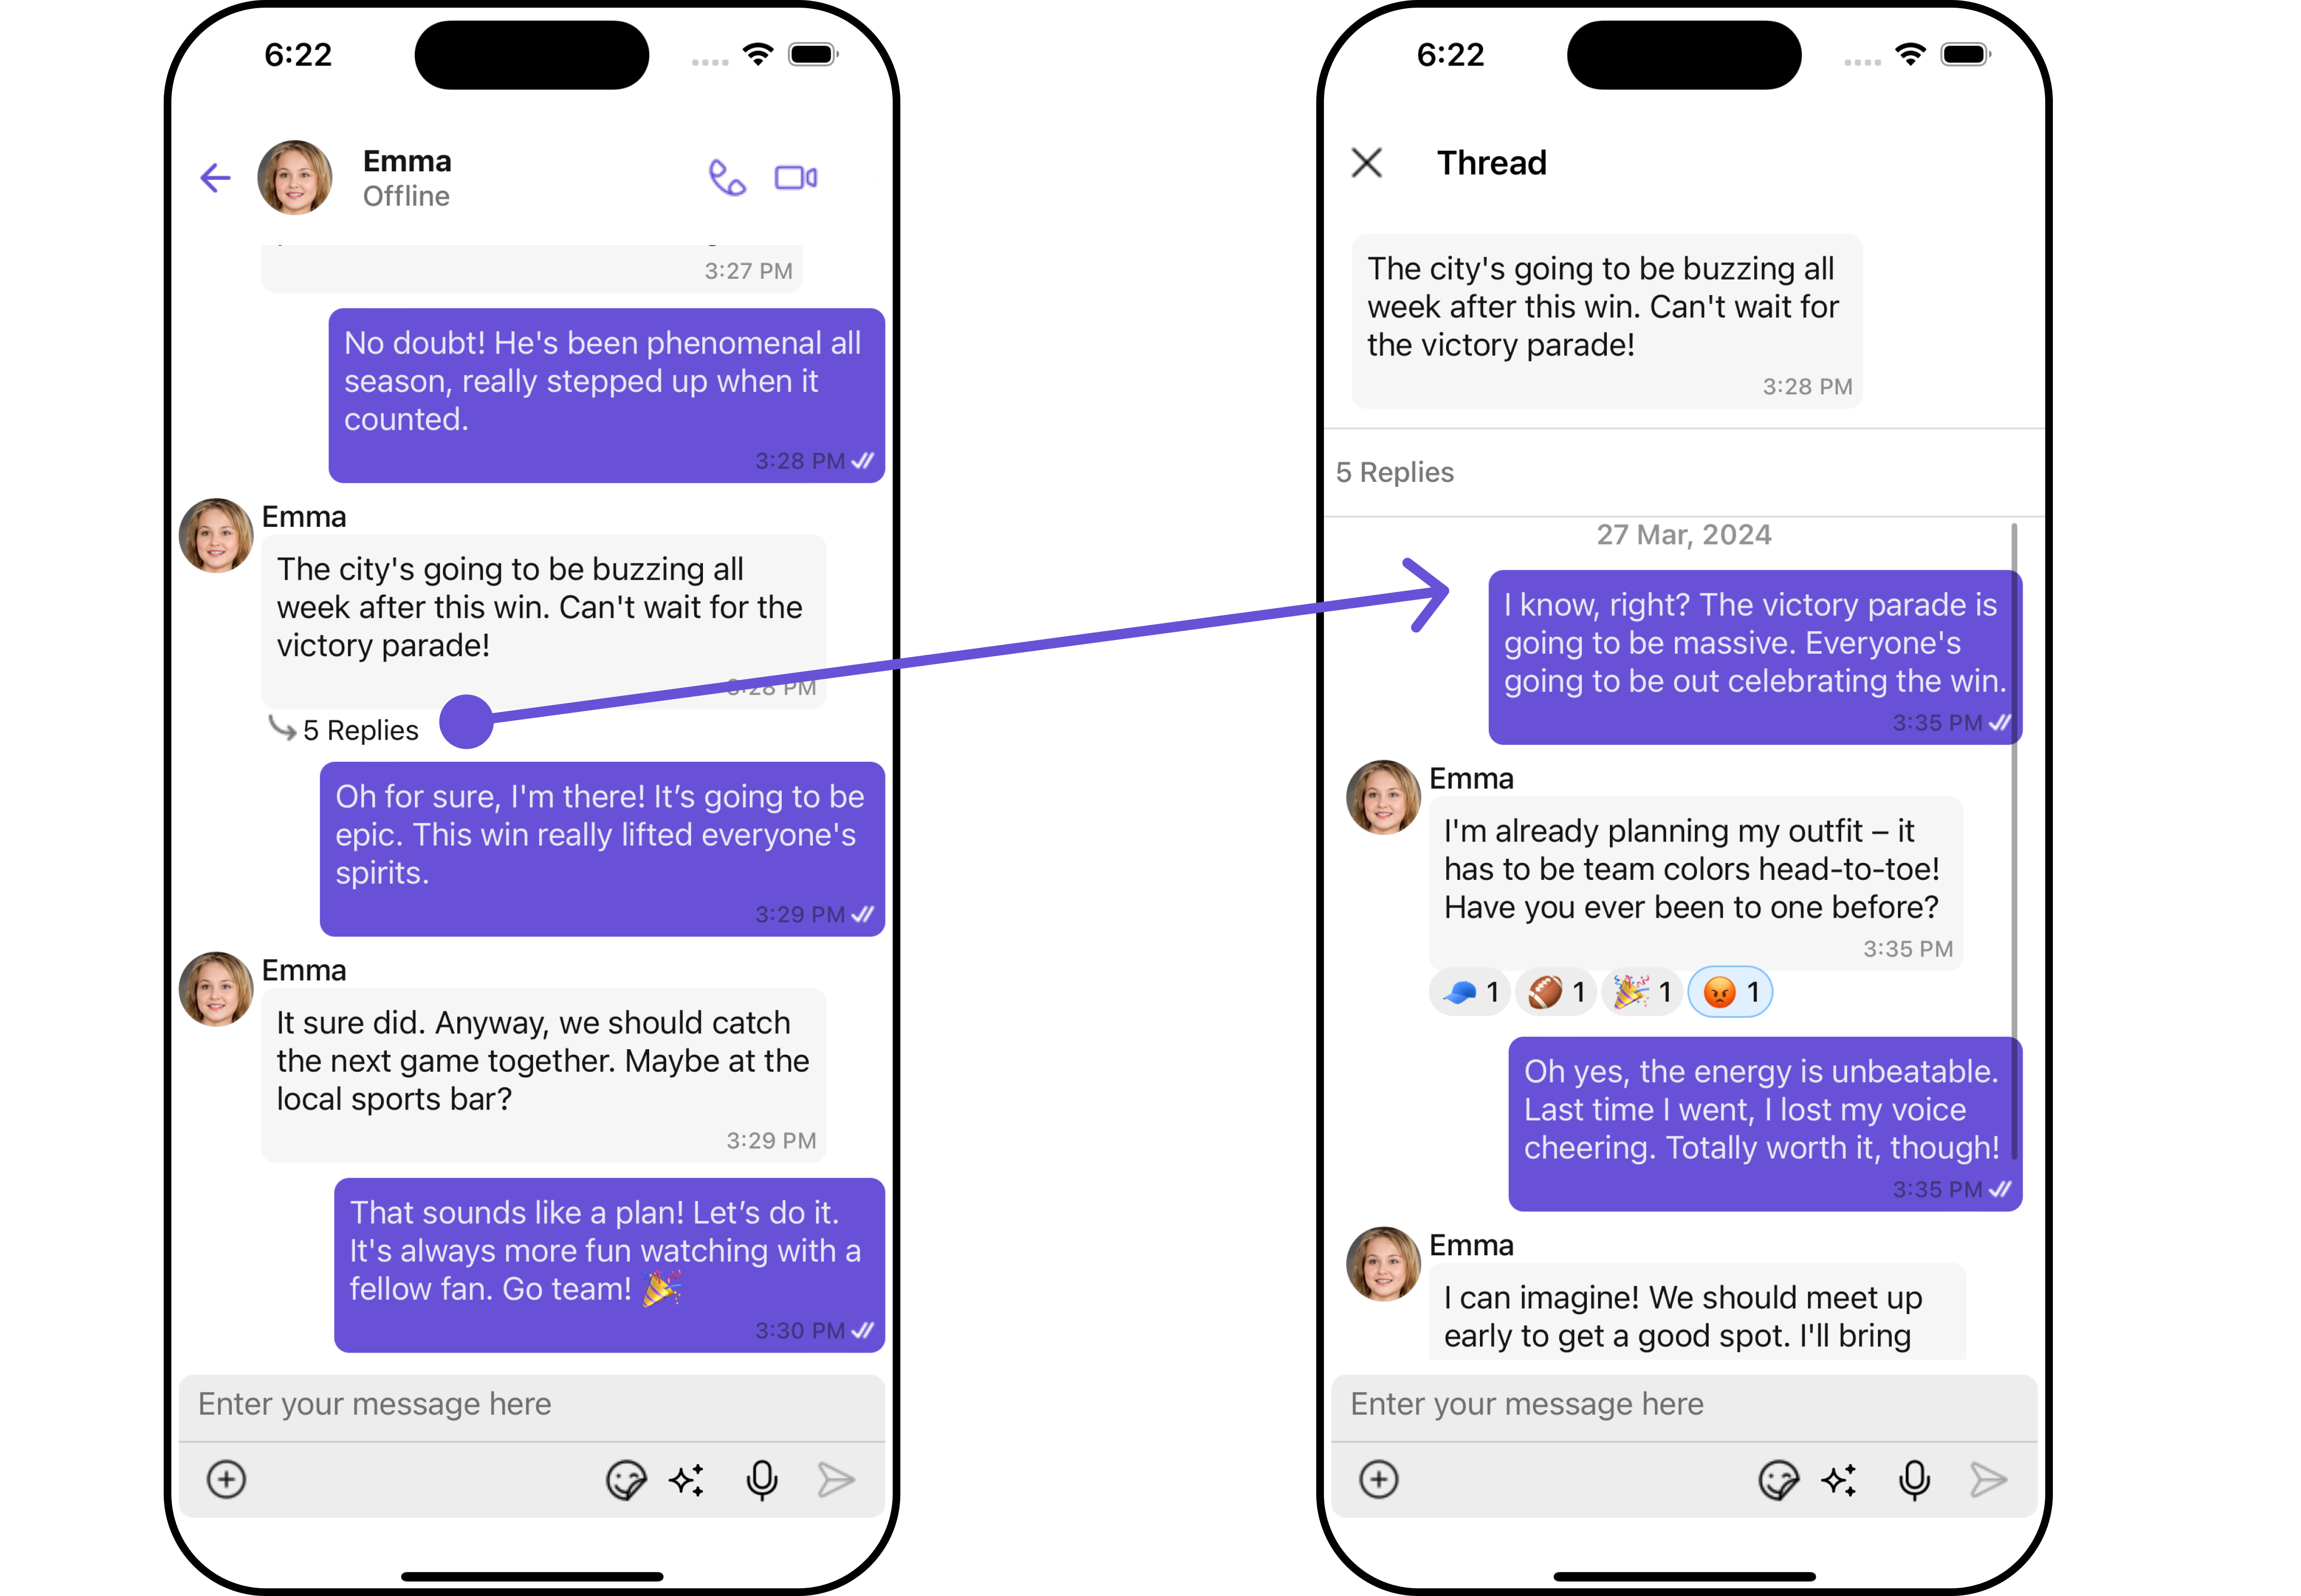 6:22
Emma
Offline
3:27 PM
No doubt! He's been phenomenal all
season, really stepped up when it
counted.
3:28 PM
Emma
The city's going to be buzzing all
week after this win. Can't wait for the
victory parade!
3:28 PM
5 Replies
Oh for sure, I'm there! It’s going to be
epic. This win really lifted everyone's
spirits.
3:29 PM
Emma
It sure did. Anyway, we should catch
the next game together. Maybe at the
local sports bar?
3:29 PM
That sounds like a plan! Let’s do it.
It's always more fun watching with a
fellow fan. Go team! 🎉
3:30 PM
Enter your message here
6:22
Thread
The city's going to be buzzing all
week after this win. Can't wait for
the victory parade!
3:28 PM
5 Replies
27 Mar, 2024
I know, right? The victory parade is
going to be massive. Everyone's
going to be out celebrating the win.
3:35 PM
Emma
I'm already planning my outfit – it
has to be team colors head-to-toe!
Have you ever been to one before?
3:35 PM
🧢 1 🏈 1 🎉 1 😡 1
Oh yes, the energy is unbeatable.
Last time I went, I lost my voice
cheering. Totally worth it, though!
3:35 PM
Emma
I can imagine! We should meet up
early to get a good spot. I'll bring
Enter your message here